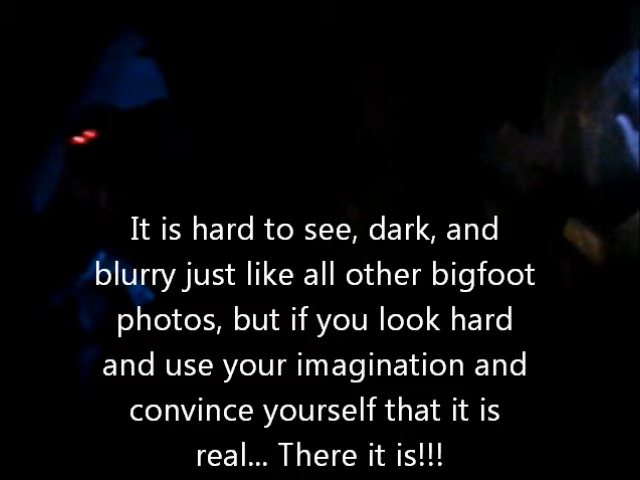 It is hard to see, dark, and
blurry just like all other bigfoot
photos, but if you look hard
and use your imagination and
convince yourself that it is
real... There it is!!!